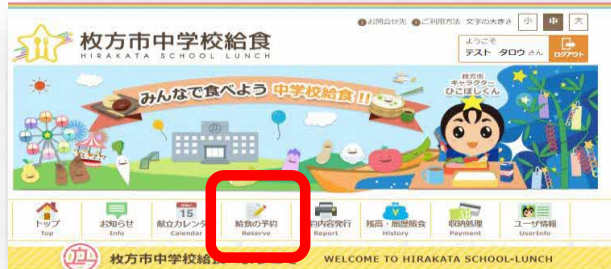 お問合せ先 ご利用方法 文字の大きさ 小 中 大
枚方市中学校給食
HIRAKATA SCHOOL LUNCH
ようこそ
テスト タロウ さん
ログアウト
みんなで食べよう 中学校給食!!
枚方市
キャラクター
ひこぼしくん
15
トップ お知らせ 献立カレンダー 給食の予約 約内容発行 残高・履歴照会 収納処理 ユーザ情報
Top Info Calendar Reserve Report History Payment UserInfo
枚方市中学校給 WELCOME TO HIRAKATA SCHOOL-LUNCH